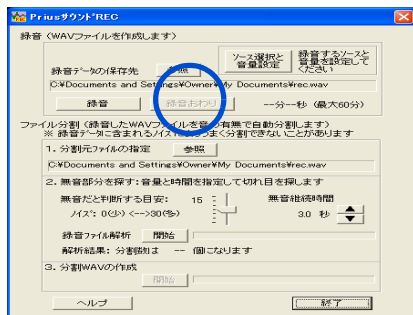 PriusサウンドREC
録音（WAVファイルを作成します）
ソース選択と
音量設定
録音するソースと
音量を設定して
ください
録音データの保存先 参照
C:¥Documents and Settings¥Owner¥My Documents¥rec.wav
録音 録音おわり --分--秒（最大60分）
ファイル分割（録音したWAVファイルを音の有無で自動分割します）
※ 録音データに含まれるノイズによりうまく分割できないことがあります
1．分割元ファイルの指定 参照
C:¥Documents and Settings¥Owner¥My Documents¥rec.wav
2．無音部分を探す：音量と時間を指定して切れ目を探します
無音だと判断する目安： 15 無音継続時間
ノイズ：0(少) <-->30(多) 3.0 秒
録音ファイル解析 開始
解析結果：分割数は -- 個になります
3．分割WAVの作成
開始
ヘルプ 終了